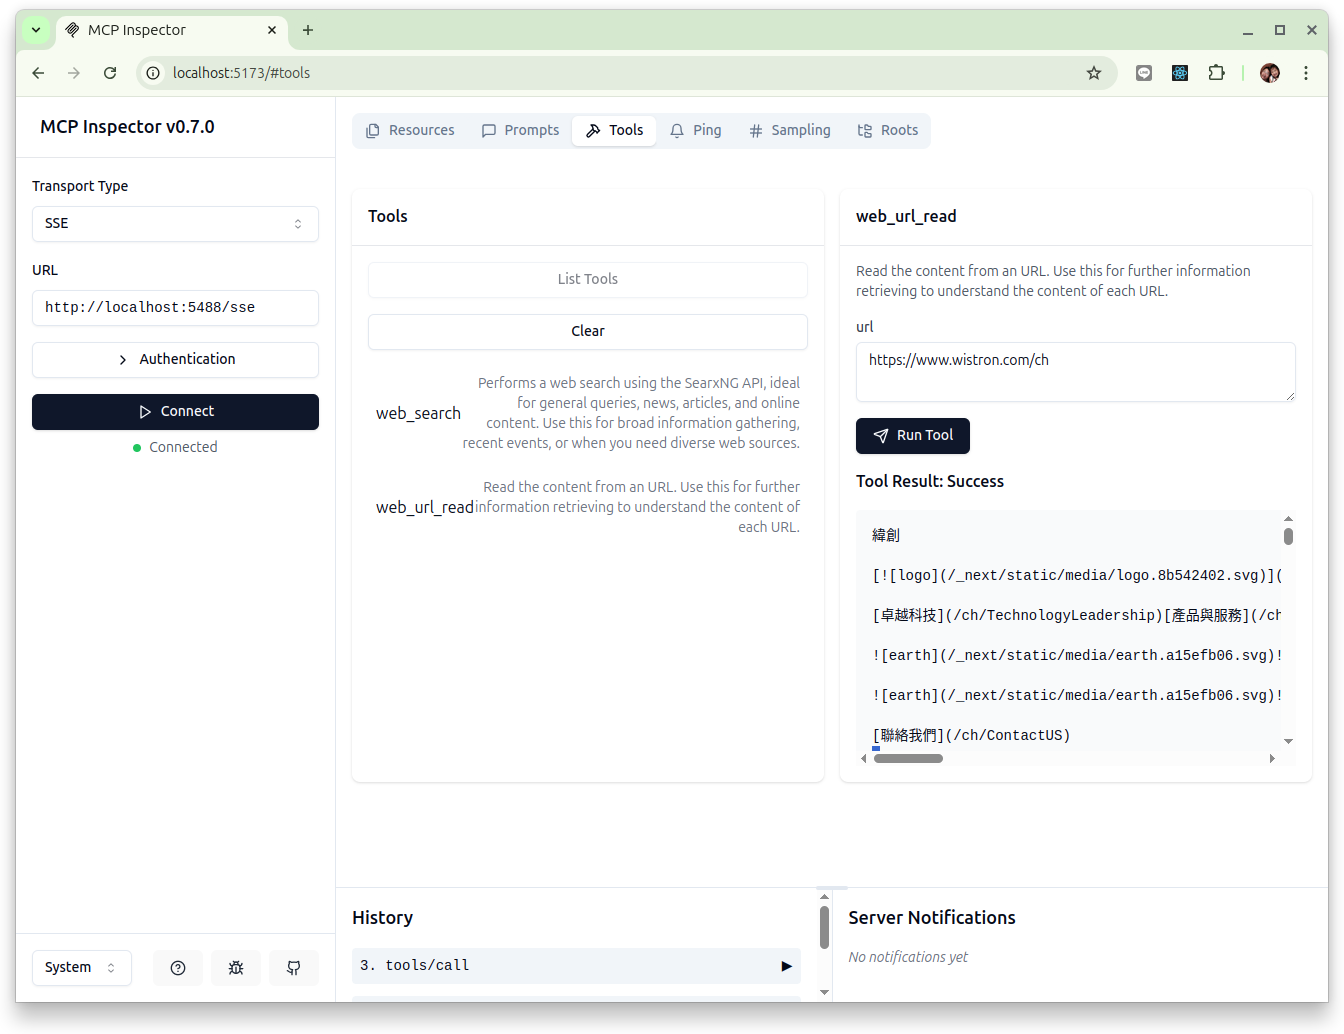 MCP Inspector
localhost:5173/#tools
MCP Inspector v0.7.0
Transport Type
SSE
URL
http://localhost:5488/sse
Authentication
Connect
Connected
System
Resources
Prompts
Tools
Ping
Sampling
Roots
Tools
List Tools
Clear
web_search
Performs a web search using the SearxNG API, ideal
for general queries, news, articles, and online
content. Use this for broad information gathering,
recent events, or when you need diverse web sources.
web_url_read
Read the content from an URL. Use this for further
information retrieving to understand the content of
each URL.
web_url_read
Read the content from an URL. Use this for further information
retrieving to understand the content of each URL.
url
https://www.wistron.com/ch
Run Tool
Tool Result: Success
緯創
[![logo](/_next/static/media/logo.8b542402.svg)](
[卓越科技](/ch/TechnologyLeadership)[產品與服務](/ch
![earth](/_next/static/media/earth.a15efb06.svg)!
![earth](/_next/static/media/earth.a15efb06.svg)!
[聯絡我們](/ch/ContactUS)
History
3. tools/call
Server Notifications
No notifications yet